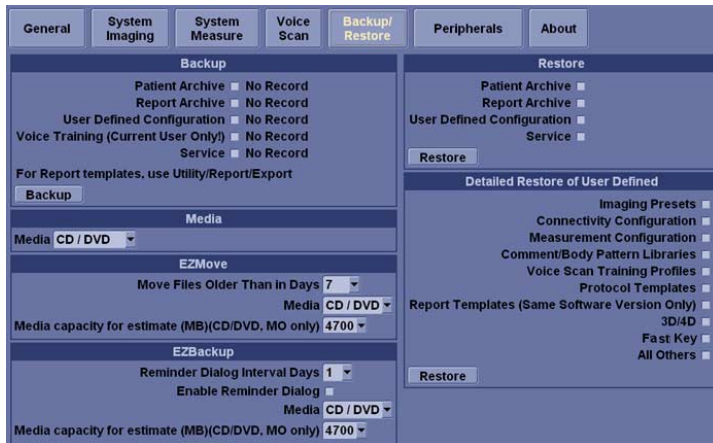 General
System Imaging
System Measure
Voice Scan
Backup/ Restore
Peripherals
About
Backup
Patient Archive No Record
Report Archive No Record
User Defined Configuration No Record
Voice Training (Current User Only!) No Record
Service No Record
For Report templates, use Utility/Report/Export
Backup
Media
Media CD / DVD
EZMove
Move Files Older Than in Days 7
Media CD / DVD
Media capacity for estimate (MB)(CD/DVD, MO only) 4700
EZBackup
Reminder Dialog Interval Days 1
Enable Reminder Dialog
Media CD / DVD
Media capacity for estimate (MB)(CD/DVD, MO only) 4700
Restore
Patient Archive
Report Archive
User Defined Configuration
Service
Restore
Detailed Restore of User Defined
Imaging Presets
Connectivity Configuration
Measurement Configuration
Comment/Body Pattern Libraries
Voice Scan Training Profiles
Protocol Templates
Report Templates (Same Software Version Only)
3D/4D
Fast Key
All Others
Restore